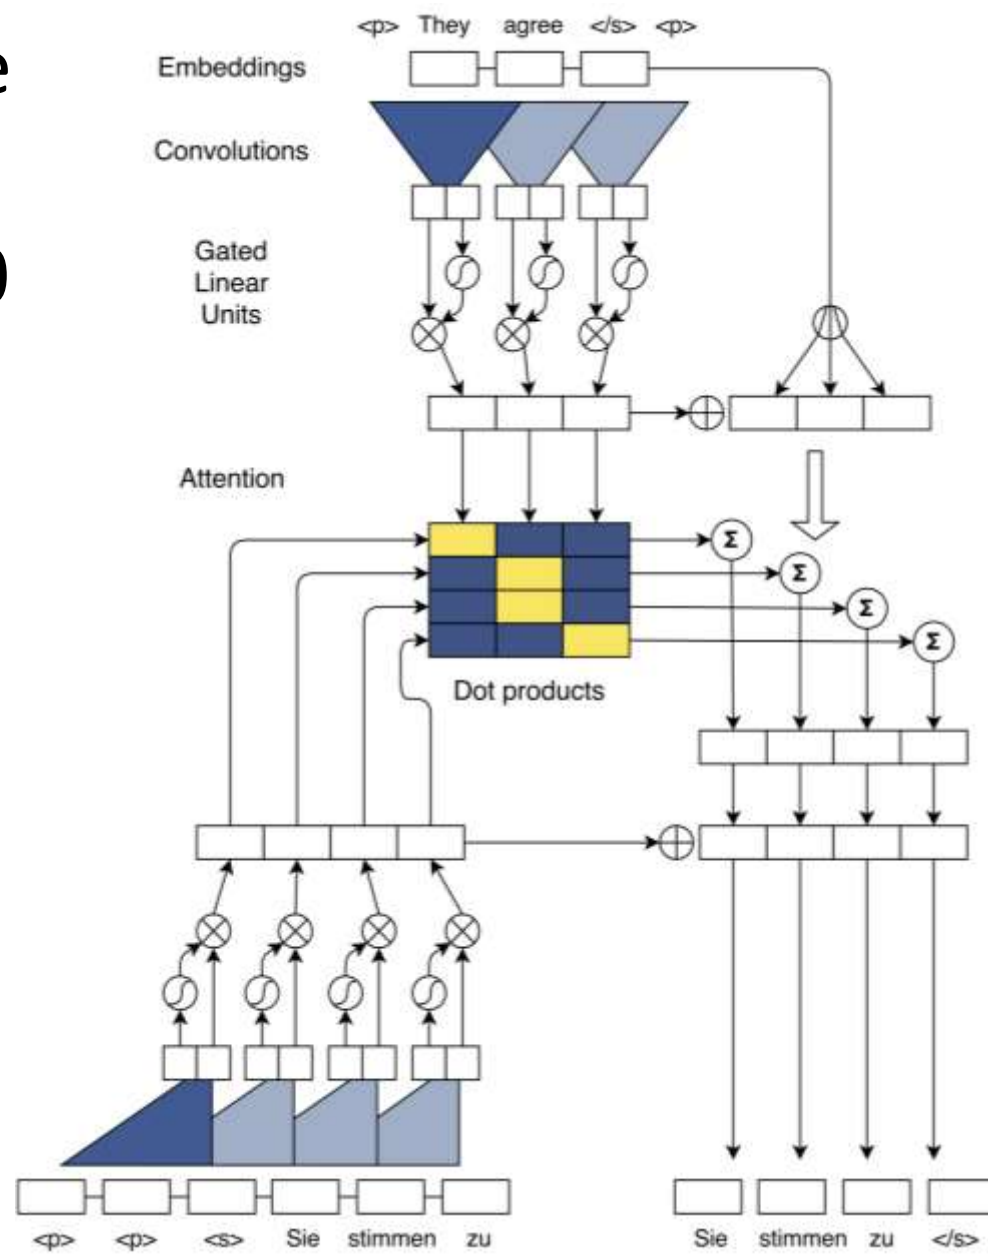 e
)
<p> They agree </s> <p>
Embeddings
Convolutions
Gated
Linear
Units
Attention
Σ
Σ
Σ
Σ
Dot products
<p> <p> <s> Sie stimmen zu
Sie stimmen zu </s>